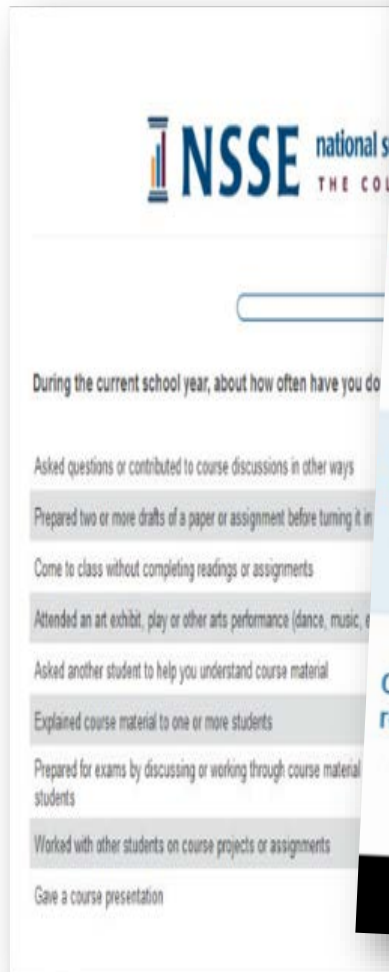 NSSE national s
THE COL
During the current school year, about how often have you do
Asked questions or contributed to course discussions in other ways
Prepared two or more drafts of a paper or assignment before turning it in
Come to class without completing readings or assignments
Attended an art exhibit, play or other arts performance (dance, music, e
Asked another student to help you understand course material
Explained course material to one or more students
Prepared for exams by discussing or working through course material
students
Worked with other students on course projects or assignments
Gave a course presentation